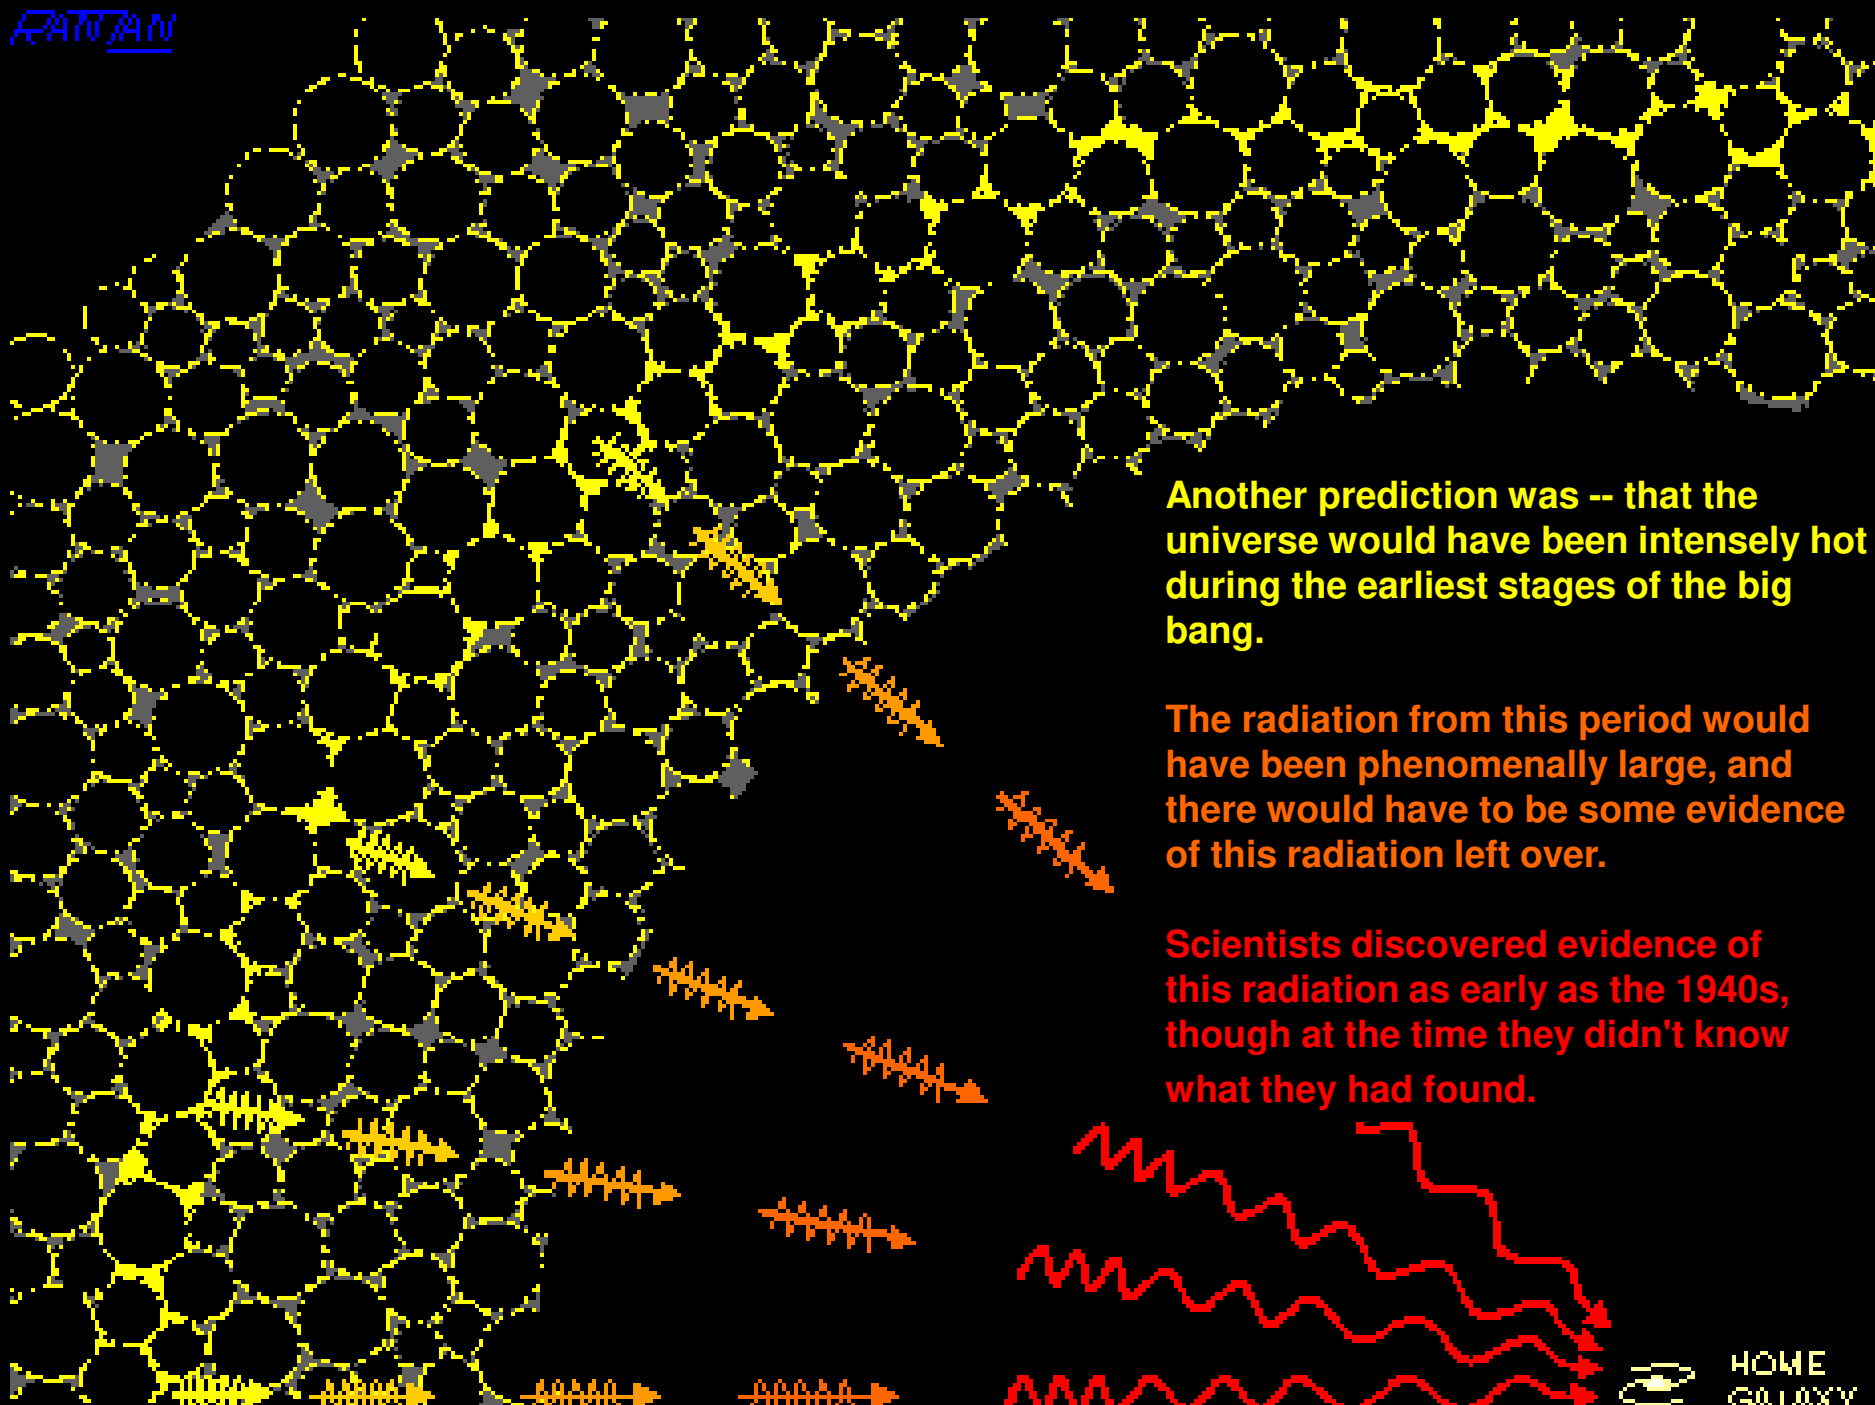 Another prediction was -- that the
universe would have been intensely hot
during the earliest stages of the big
bang.
The radiation from this period would
have been phenomenally large, and
there would have to be some evidence
of this radiation left over.
Scientists discovered evidence of
this radiation as early as the 1940s,
though at the time they didn't know
what they had found.
HOME
GALAXY